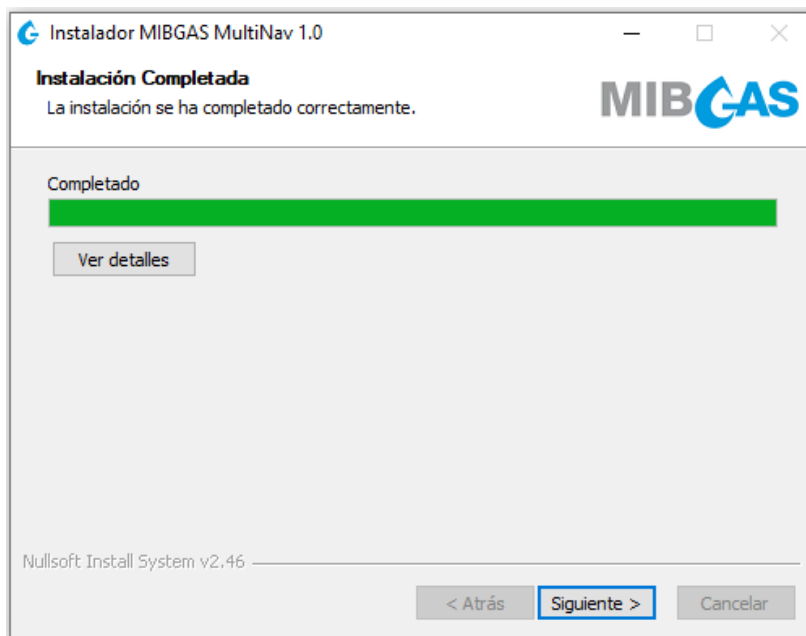 Instalador MIBGAS MultiNav 1.0
Instalación Completada
La instalación se ha completado correctamente.
MIBGAS
Completado
Ver detalles
Nullsoft Install System v2.46
< Atrás
Siguiente >
Cancelar